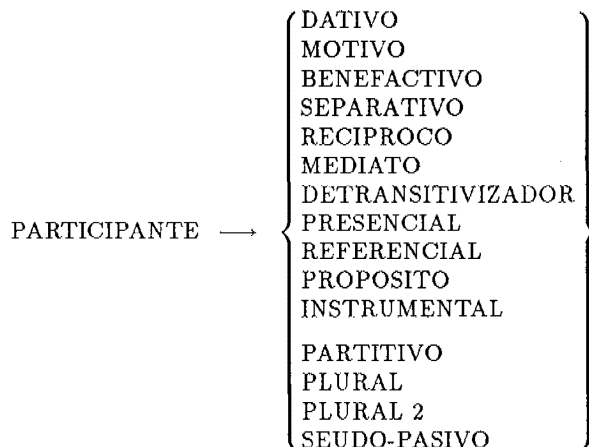 DATIVO
MOTIVO
BENEFACTIVO
SEPARATIVO
RECIPROCO
MEDIATO
DETRANSITIVIZADOR
PARTICIPANTE ⟶ PRESENCIAL
REFERENCIAL
PROPOSITO
INSTRUMENTAL
PARTITIVO
PLURAL
PLURAL 2
SEUDO-PASIVO